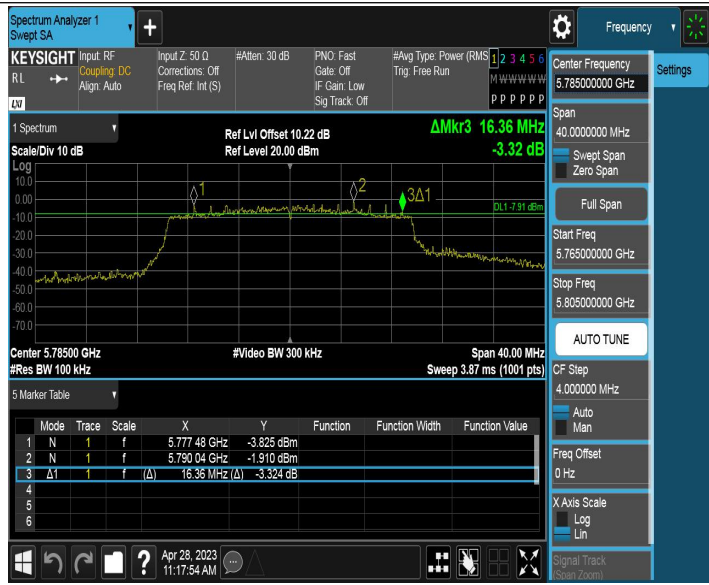 Spectrum Analyzer 1
Swept SA
Frequency
KEYSIGHT
RL
LXI
Input: RF
Coupling: DC
Align: Auto
Input Z: 50 Ω
Corrections: Off
Freq Ref: Int (S)
#Atten: 30 dB
PNO: Fast
Gate: Off
IF Gain: Low
Sig Track: Off
#Avg Type: Power (RMS
Trig: Free Run
1 2 3 4 5 6
M W W W W W
P P P P P P
Center Frequency
5.785000000 GHz
Settings
Span
40.0000000 MHz
Swept Span
Zero Span
Full Span
Start Freq
5.765000000 GHz
Stop Freq
5.805000000 GHz
AUTO TUNE
CF Step
4.000000 MHz
Auto
Man
Freq Offset
0 Hz
X Axis Scale
Log
Lin
Signal Track
(Span Zoom)
1 Spectrum
Scale/Div 10 dB
Ref Lvl Offset 10.22 dB
Ref Level 20.00 dBm
ΔMkr3 16.36 MHz
-3.32 dB
Log
10.0
0.00
-10.0
-20.0
-30.0
-40.0
-50.0
-60.0
-70.0
1
2
3Δ1
DL1 -7.91 dBm
Center 5.78500 GHz
#Video BW 300 kHz
Span 40.00 MHz
#Res BW 100 kHz
Sweep 3.87 ms (1001 pts)
5 Marker Table
Mode Trace Scale X Y Function Function Width Function Value
1 N 1 f 5.777 48 GHz -3.825 dBm
2 N 1 f 5.790 04 GHz -1.910 dBm
3 Δ1 1 f (Δ) 16.36 MHz (Δ) -3.324 dB
4
5
6
?
Apr 28, 2023
11:17:54 AM